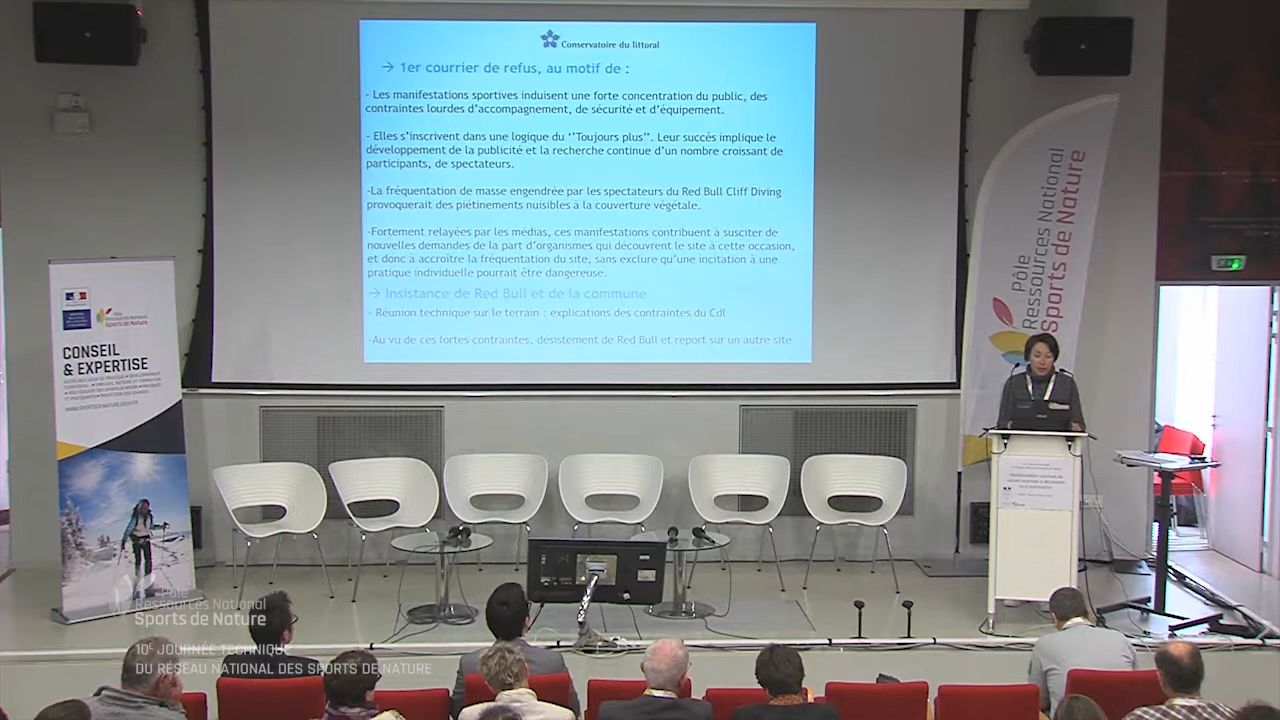 Conservatoire du littoral
→ 1er courrier de refus, au motif de :
- Les manifestations sportives induisent une forte concentration du public, des
contraintes lourdes d'accompagnement, de sécurité et d'équipement.
- Elles s'inscrivent dans une logique du ‘’Toujours plus’’. Leur succès implique le
développement de la publicité et la recherche continue d'un nombre croissant de
participants, de spectateurs.
-La fréquentation de masse engendrée par les spectateurs du Red Bull Cliff Diving
provoquerait des piétinements nuisibles à la couverture végétale.
-Fortement relayées par les médias, ces manifestations contribuent à susciter de
nouvelles demandes de la part d'organismes qui découvrent le site à cette occasion,
et donc à accroître la fréquentation du site, sans exclure qu'une incitation à une
pratique individuelle pourrait être dangereuse.
→ Insistance de Red Bull et de la commune
- Réunion technique sur le terrain : explications des contraintes du Cdl
-Au vu de ces fortes contraintes, désistement de Red Bull et report sur un autre site
Pôle
Ressources National
Sports de Nature
Pôle
Ressources National
Sports de Nature
CONSEIL
& EXPERTISE
Pôle
Ressources National
Sports de Nature
10E JOURNÉE TECHNIQUE
DU RÉSEAU NATIONAL DES SPORTS DE NATURE